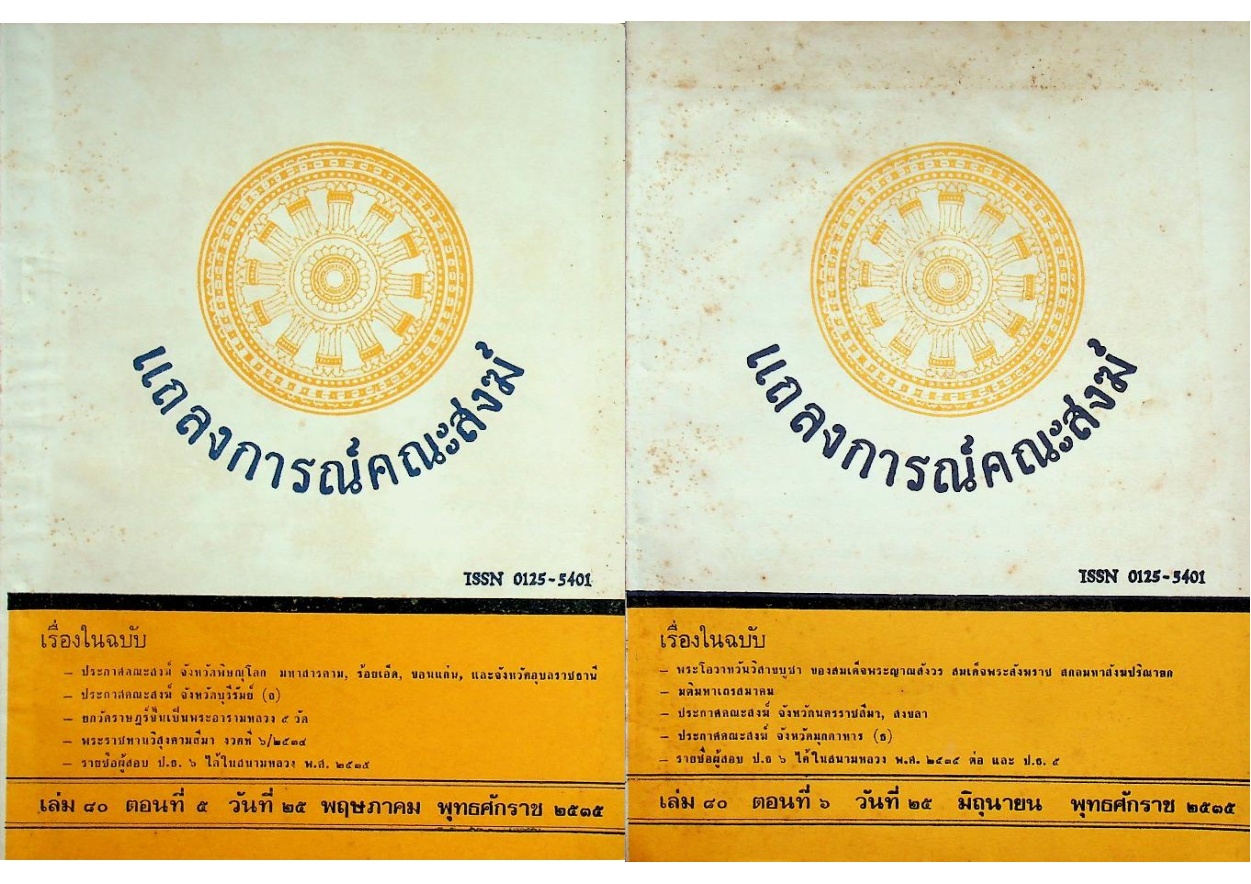 แถลงการณ์คณะสงฆ์
ISSN 0125-5401
เรื่องในฉบับ
– ประกาศคณะสงฆ์ จังหวัดพิษณุโลก มหาสารคาม, ร้อยเอ็ด, ขอนแก่น, และจังหวัดอุบลราชธานี
– ประกาศคณะสงฆ์ จังหวัดบุรีรัมย์ (ธ)
– ยกวัดราษฎร์ขึ้นเป็นพระอารามหลวง ๕ วัด
– พระราชทานวิสุงคามสีมา งวดที่ ๖/๒๕๓๔
– รายชื่อผู้สอบ ป.ธ. ๖ ได้ในสนามหลวง พ.ศ. ๒๕๓๕
เล่ม ๘๐ ตอนที่ ๕ วันที่ ๒๕ พฤษภาคม พุทธศักราช ๒๕๓๕
แถลงการณ์คณะสงฆ์
ISSN 0125-5401
เรื่องในฉบับ
– พระโอวาทวันวิสาขบูชา ของสมเด็จพระญาณสังวร สมเด็จพระสังฆราช สกลมหาสังฆปริณายก
– มติมหาเถรสมาคม
– ประกาศคณะสงฆ์ จังหวัดนครราชสีมา, สงขลา
– ประกาศคณะสงฆ์ จังหวัดมุกดาหาร (ธ)
– รายชื่อผู้สอบ ป.ธ ๖ ได้ในสนามหลวง พ.ศ. ๒๕๓๕ ต่อ และ ป.ธ. ๕
เล่ม ๘๐ ตอนที่ ๖ วันที่ ๒๕ มิถุนายน พุทธศักราช ๒๕๓๕